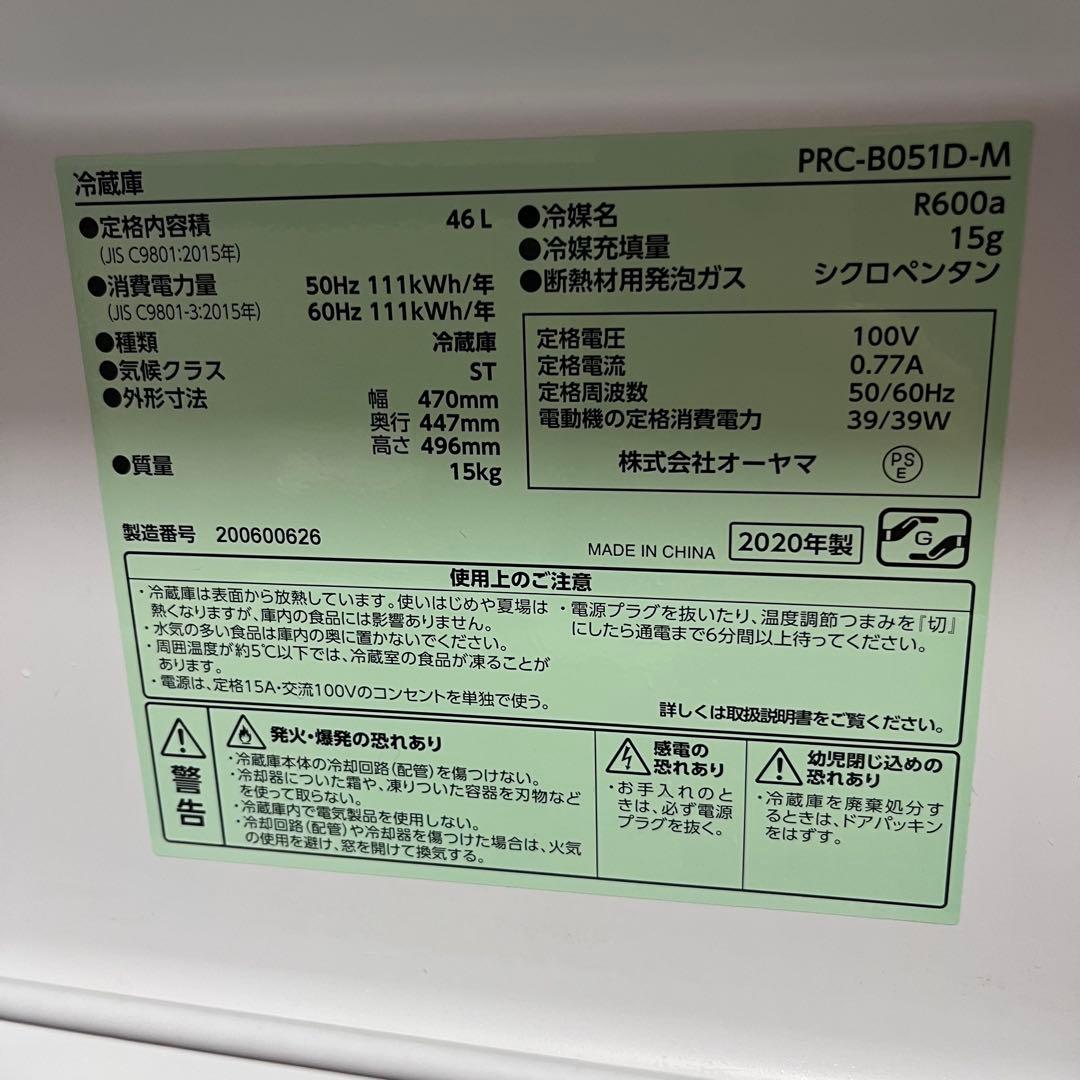 冷蔵庫
PRC-B051D-M
●定格内容積 46L
(JIS C9801:2015年)
●消費電力量 50Hz 111kWh/年
(JIS C9801-3:2015年) 60Hz 111kWh/年
●種類 冷蔵庫
●気候クラス ST
●外形寸法 幅 470mm
奥行 447mm
高さ 496mm
●質量 15kg
●冷媒名 R600a
●冷媒充填量 15g
●断熱材用発泡ガス シクロペンタン
定格電圧 100V
定格電流 0.77A
定格周波数 50/60Hz
電動機の定格消費電力 39/39W
株式会社オーヤマ PSE
製造番号 200600626
MADE IN CHINA 2020年製 G
使用上のご注意
・冷蔵庫は表面から放熱しています。使いはじめや夏場は
熱くなりますが、庫内の食品には影響ありません。
・水気の多い食品は庫内の奥に置かないでください。
・周囲温度が約5℃以下では、冷蔵室の食品が凍ることが
あります。
・電源は、定格15A・交流100Vのコンセントを単独で使う。
・電源プラグを抜いたり、温度調節つまみを『切』
にしたら通電まで6分間以上待ってください。
詳しくは取扱説明書をご覧ください。
警告
発火・爆発の恐れあり
・冷蔵庫本体の冷却回路(配管)を傷つけない。
・冷却器についた霜や、凍りついた容器を刃物など
を使って取らない。
・冷蔵庫内で電気製品を使用しない。
・冷却回路(配管)や冷却器を傷つけた場合は、火気
の使用を避け、窓を開けて換気する。
感電の
恐れあり
・お手入れのと
きは、必ず電源
プラグを抜く。
幼児閉じ込めの
恐れあり
・冷蔵庫を廃棄処分す
るときは、ドアパッキン
をはずす。